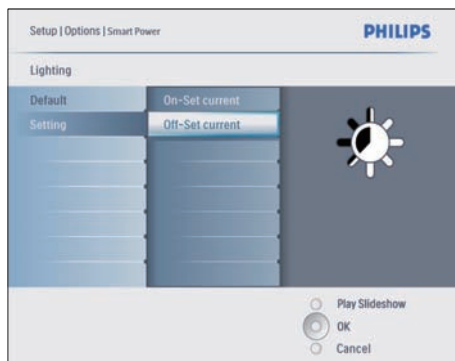 Setup | Options | Smart Power
PHILIPS
Lighting
Default
On-Set current
Setting
Off-Set current
Play Slideshow
OK
Cancel